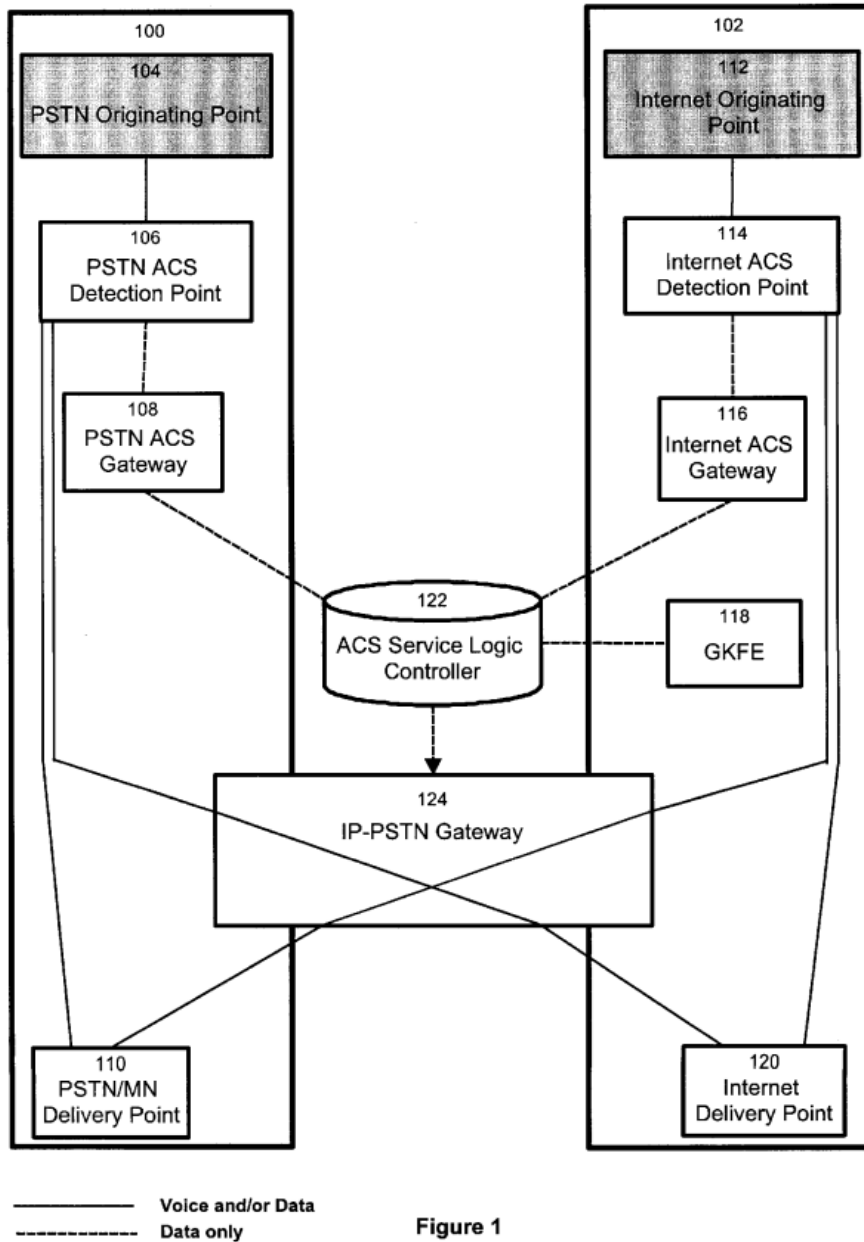 100
104
PSTN Originating Point
106
PSTN ACS
Detection Point
108
PSTN ACS
Gateway
102
112
Internet Originating
Point
114
Internet ACS
Detection Point
116
Internet ACS
Gateway
122
ACS Service Logic
Controller
118
GKFE
124
IP-PSTN Gateway
110
PSTN/MN
Delivery Point
120
Internet
Delivery Point
Voice and/or Data
Data only
Figure 1